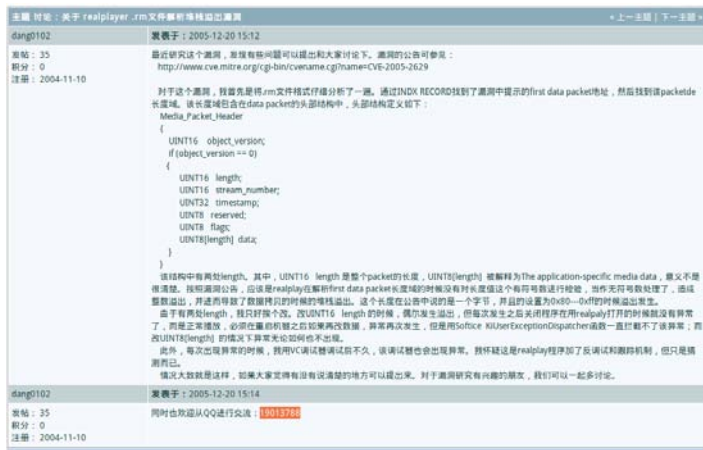 主题 讨论：关于 realplayer .rm文件解析堆栈溢出漏洞
«上一主题 | 下一主题»
dang0102
发表于：2005-12-20 15:12
发帖: 35
积分: 0
注册: 2004-11-10
最近研究这个漏洞，发现有些问题可以提出和大家讨论下。漏洞的公告可参见：
http://www.cve.mitre.org/cgi-bin/cvename.cgi?name=CVE-2005-2629
对于这个漏洞，我首先是将.rm文件格式仔细分析了一遍。通过INDX RECORD找到了漏洞中提示的first data packet地址，然后找到该packetde
长度域。该长度域包含在data packet的头部结构中，头部结构定义如下：
Media_Packet_Header
{
UINT16 object_version;
if (object_version == 0)
{
UINT16 length;
UINT16 stream_number;
UINT32 timestamp;
UINT8 reserved;
UINT8 flags;
UINT8[length] data;
}
}
该结构中有两处length。其中，UINT16 length 是整个packet的长度，UINT8[length] 被解释为The application-specific media data，意义不是
很清楚。按照漏洞公告，应该是realplay在解析first data packet长度域的时候没有对长度值这个有符号数进行检验，当作无符号数处理了，造成
整数溢出，并进而导致了数据拷贝的时候的堆栈溢出。这个长度在公告中说的是一个字节，并且的设置为0x80---0xff的时候溢出发生。
由于有两处length，我只好挨个改。改UINT16 length 的时候，偶尔发生溢出，但每次发生之后关闭程序在用realpaly打开的时候就没有异常
了，而是正常播放，必须在重启机器之后如果再改数据，异常再次发生，但是用Softice KiUserExceptionDispatcher函数一直拦截不了该异常；而
改UINT8[length] 的情况下异常无论如何也不出现。
此外，每次出现异常的时候，我用VC调试器调试前不久，该调试器也会出现异常。我怀疑这是realplay程序加了反调试和跟踪机制，但只是猜
测而已。
情况大致就是这样，如果大家觉得有没有说清楚的地方可以提出来。对于漏洞研究有兴趣的朋友，我们可以一起多讨论。
dang0102
发表于：2005-12-20 15:14
发帖: 35
积分: 0
注册: 2004-11-10
同时也欢迎从QQ进行交流：19013788